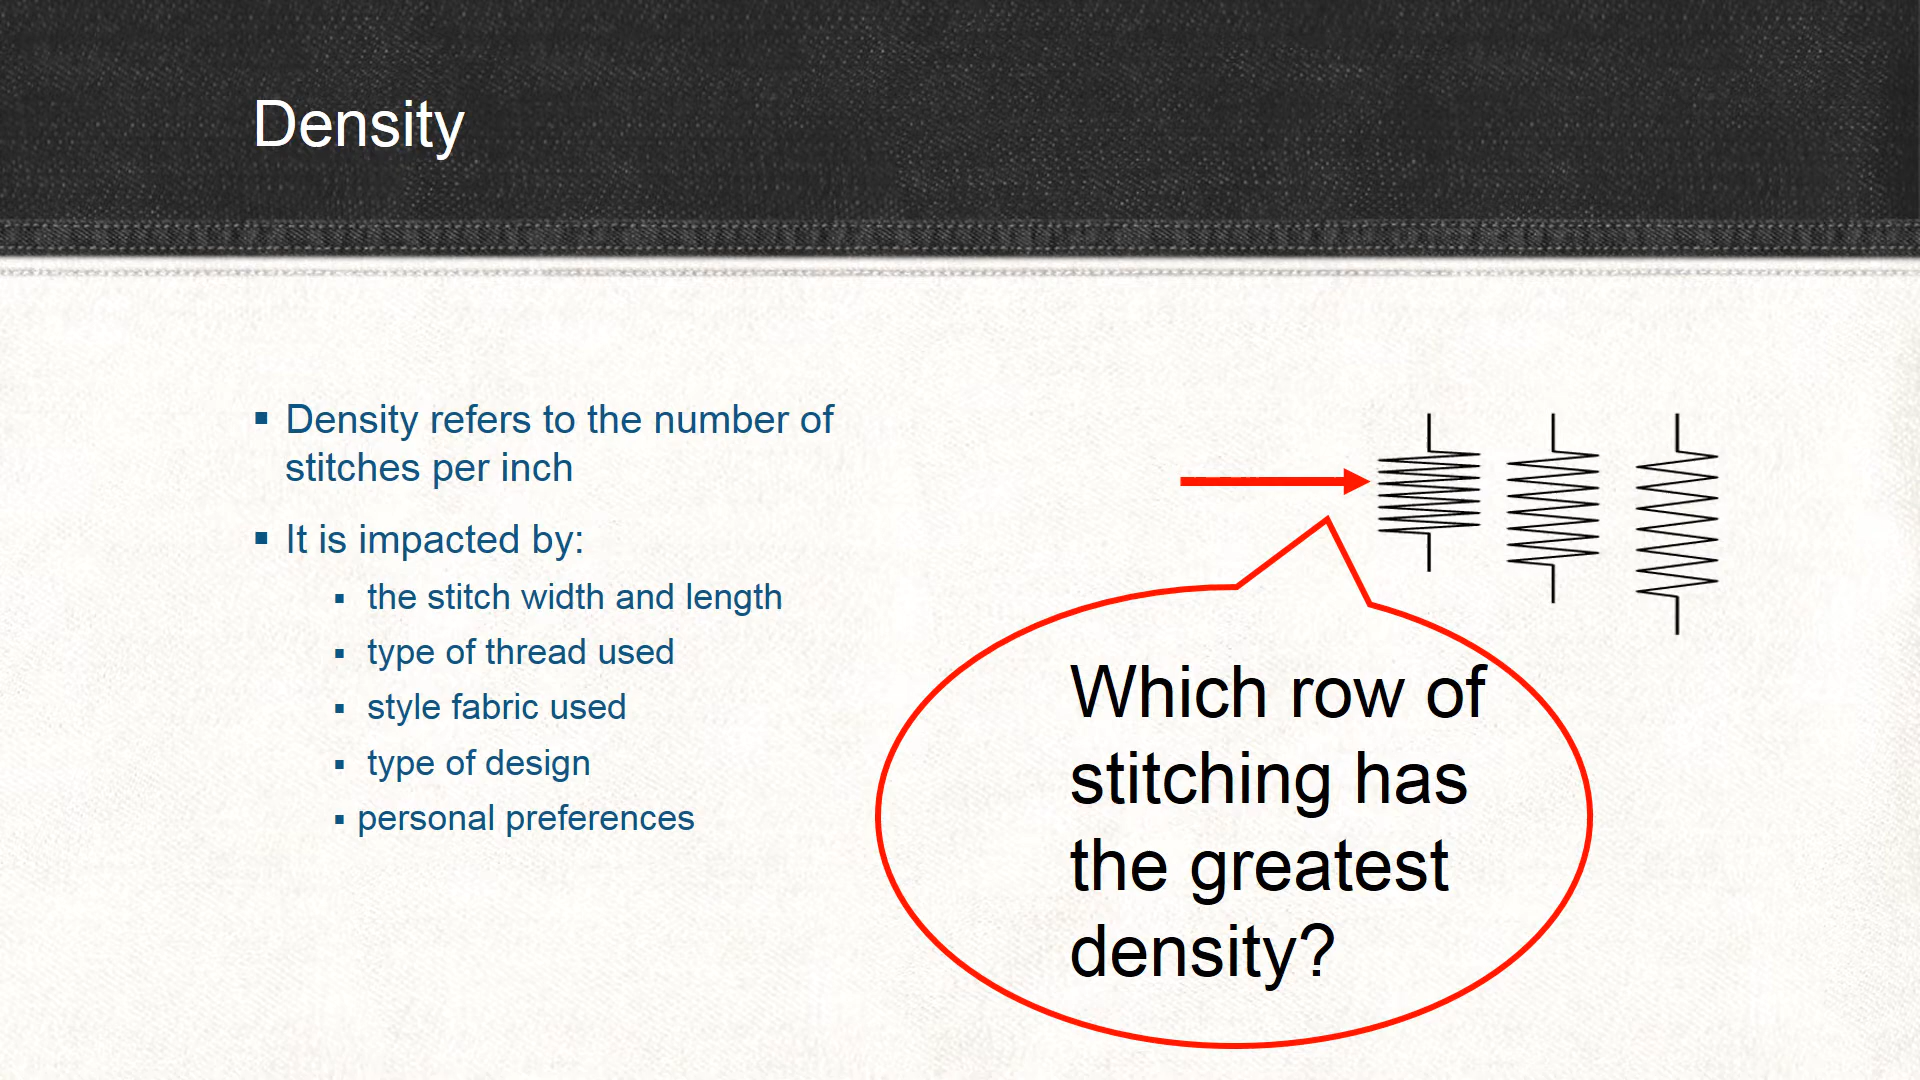 Density
▪ Density refers to the number of
stitches per inch
▪ It is impacted by:
▪ the stitch width and length
▪ type of thread used
▪ style fabric used
▪ type of design
▪ personal preferences
Which row of
stitching has
the greatest
density?